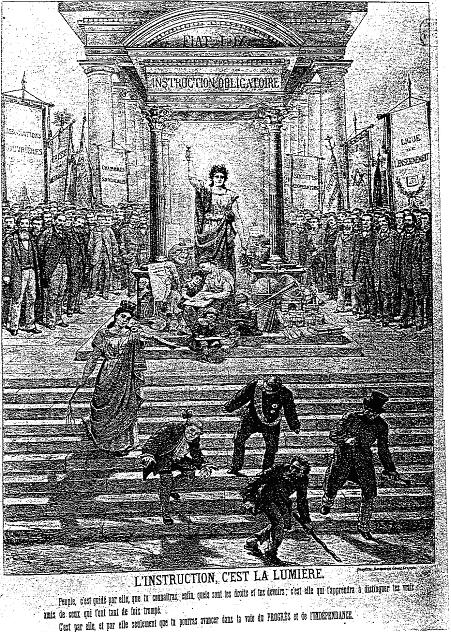 FIAT LUX
INSTRUCTION OBLIGATOIRE
LIGUE
ENSEIGNEMENT
L'INSTRUCTION, C'EST LA LUMIÈRE.
Peuple, c'est guidé par elle, que tu connaîtras, enfin, quels sont tes droits et tes devoirs; c'est elle qui t'apprendra à distinguer tes vrais
amis de ceux qui t'ont tant de fois trompé.
C'est par elle, et par elle seulement que tu pourras avancer dans la voie du PROGRÈS et de l'INDÉPENDANCE.